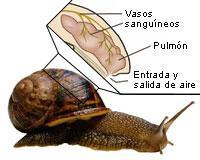 Vasos
sanguíneos
Pulmón
Entrada y
salida de aire